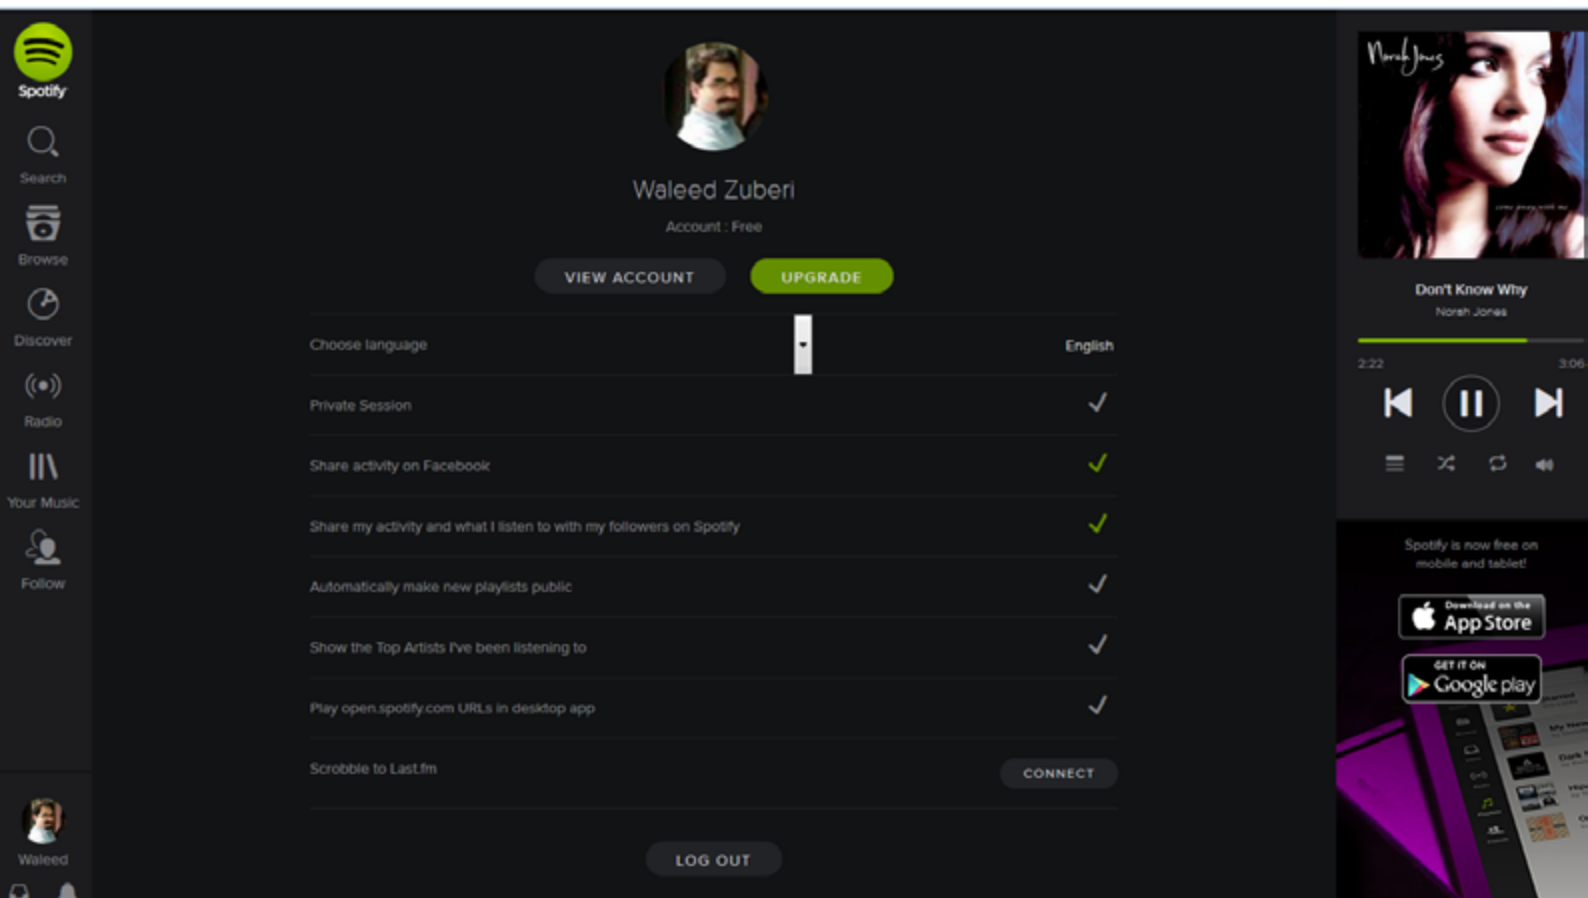 Spotify
Search
Browse
Discover
Radio
Your Music
Follow
Waleed
Waleed Zuberi
Account : Free
VIEW ACCOUNT
UPGRADE
Choose language
English
Private Session
Share activity on Facebook
Share my activity and what I listen to with my followers on Spotify
Automatically make new playlists public
Show the Top Artists I've been listening to
Play open.spotify.com URLs in desktop app
Scrobble to Last.fm
CONNECT
LOG OUT
Norah Jones
come away with me
Don't Know Why
Norah Jones
2:22
3:06
Spotify is now free on
mobile and tablet!
Download on the
App Store
GET IT ON
Google play